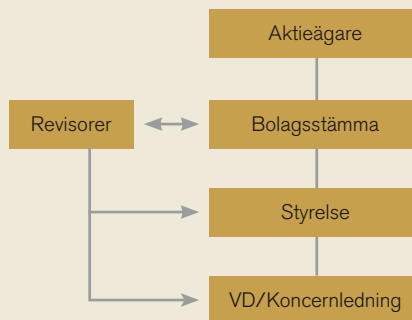 Aktieägare
Revisorer
Bolagsstämma
Styrelse
VD/Koncernledning